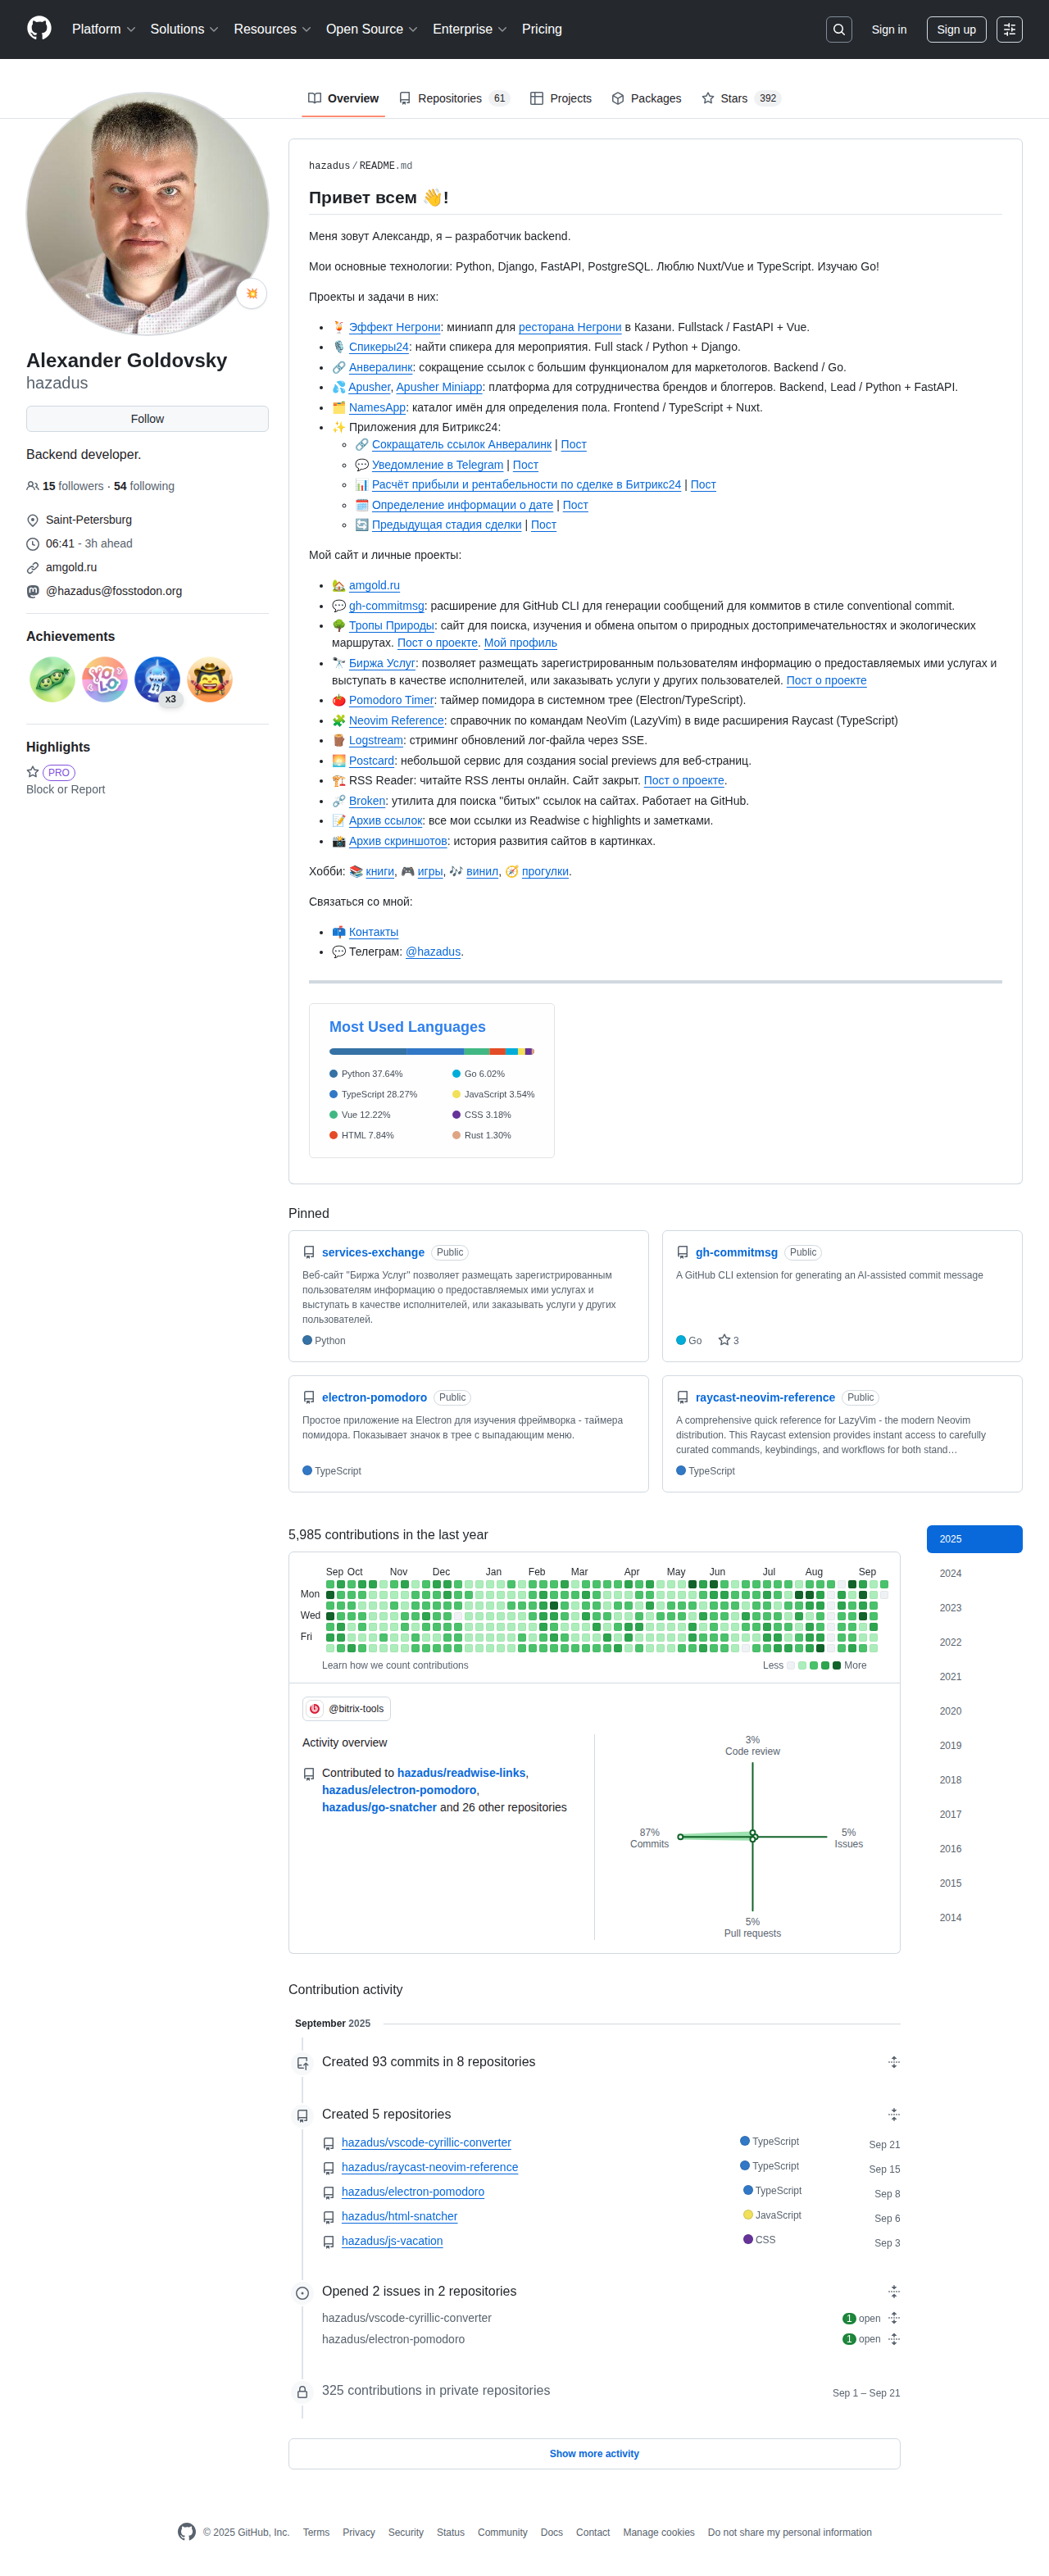 Platform
Solutions
Resources
Open Source
Enterprise
Pricing
Sign in
Sign up
Overview
Repositories 61
Projects
Packages
Stars 392
Alexander Goldovsky
hazadus
Follow
Backend developer.
15 followers · 54 following
Saint-Petersburg
06:41 - 3h ahead
amgold.ru
@hazadus@fosstodon.org
Achievements
x3
Highlights
PRO
Block or Report
hazadus/README.md
Привет всем 👋!
Меня зовут Александр, я – разработчик backend.
Мои основные технологии: Python, Django, FastAPI, PostgreSQL. Люблю Nuxt/Vue и TypeScript. Изучаю Go!
Проекты и задачи в них:
🍹 Эффект Негрони: миниапп для ресторана Негрони в Казани. Fullstack / FastAPI + Vue.
🎙️ Спикеры24: найти спикера для мероприятия. Full stack / Python + Django.
🔗 Анвералинк: сокращение ссылок с большим функционалом для маркетологов. Backend / Go.
💦 Apusher, Apusher Miniapp: платформа для сотрудничества брендов и блоггеров. Backend, Lead / Python + FastAPI.
🗂️ NamesApp: каталог имён для определения пола. Frontend / TypeScript + Nuxt.
✨ Приложения для Битрикс24:
🔗 Сокращатель ссылок Анвералинк | Пост
💬 Уведомление в Telegram | Пост
📊 Расчёт прибыли и рентабельности по сделке в Битрикс24 | Пост
🗓️ Определение информации о дате | Пост
🔄 Предыдущая стадия сделки | Пост
Мой сайт и личные проекты:
🏡 amgold.ru
💬 gh-commitmsg: расширение для GitHub CLI для генерации сообщений для коммитов в стиле conventional commit.
🌳 Тропы Природы: сайт для поиска, изучения и обмена опытом о природных достопримечательностях и экологических
маршрутах. Пост о проекте. Мой профиль
🔭 Биржа Услуг: позволяет размещать зарегистрированным пользователям информацию о предоставляемых ими услугах и
выступать в качестве исполнителей, или заказывать услуги у других пользователей. Пост о проекте
🍅 Pomodoro Timer: таймер помидора в системном трее (Electron/TypeScript).
🧩 Neovim Reference: справочник по командам NeoVim (LazyVim) в виде расширения Raycast (TypeScript)
🪵 Logstream: стриминг обновлений лог-файла через SSE.
🌅 Postcard: небольшой сервис для создания social previews для веб-страниц.
🏗️ RSS Reader: читайте RSS ленты онлайн. Сайт закрыт. Пост о проекте.
🔗 Broken: утилита для поиска "битых" ссылок на сайтах. Работает на GitHub.
📝 Архив ссылок: все мои ссылки из Readwise с highlights и заметками.
📸 Архив скриншотов: история развития сайтов в картинках.
Хобби: 📚 книги, 🎮 игры, 🎶 винил, 🧭 прогулки.
Связаться со мной:
📫 Контакты
💬 Телеграм: @hazadus.
Most Used Languages
Python 37.64%
TypeScript 28.27%
Vue 12.22%
HTML 7.84%
Go 6.02%
JavaScript 3.54%
CSS 3.18%
Rust 1.30%
Pinned
services-exchange Public
Веб-сайт "Биржа Услуг" позволяет размещать зарегистрированным
пользователям информацию о предоставляемых ими услугах и
выступать в качестве исполнителей, или заказывать услуги у других
пользователей.
Python
gh-commitmsg Public
A GitHub CLI extension for generating an AI-assisted commit message
Go 3
electron-pomodoro Public
Простое приложение на Electron для изучения фреймворка - таймера
помидора. Показывает значок в трее с выпадающим меню.
TypeScript
raycast-neovim-reference Public
A comprehensive quick reference for LazyVim - the modern Neovim
distribution. This Raycast extension provides instant access to carefully
curated commands, keybindings, and workflows for both stand…
TypeScript
5,985 contributions in the last year
Sep Oct Nov Dec Jan Feb Mar Apr May Jun Jul Aug Sep
Mon
Wed
Fri
Learn how we count contributions
Less More
@bitrix-tools
Activity overview
Contributed to hazadus/readwise-links,
hazadus/electron-pomodoro,
hazadus/go-snatcher and 26 other repositories
3%
Code review
87%
Commits
5%
Issues
5%
Pull requests
2025
2024
2023
2022
2021
2020
2019
2018
2017
2016
2015
2014
Contribution activity
September 2025
Created 93 commits in 8 repositories
Created 5 repositories
hazadus/vscode-cyrillic-converter TypeScript Sep 21
hazadus/raycast-neovim-reference TypeScript Sep 15
hazadus/electron-pomodoro TypeScript Sep 8
hazadus/html-snatcher JavaScript Sep 6
hazadus/js-vacation CSS Sep 3
Opened 2 issues in 2 repositories
hazadus/vscode-cyrillic-converter 1 open
hazadus/electron-pomodoro 1 open
325 contributions in private repositories Sep 1 – Sep 21
Show more activity
© 2025 GitHub, Inc.
Terms
Privacy
Security
Status
Community
Docs
Contact
Manage cookies
Do not share my personal information